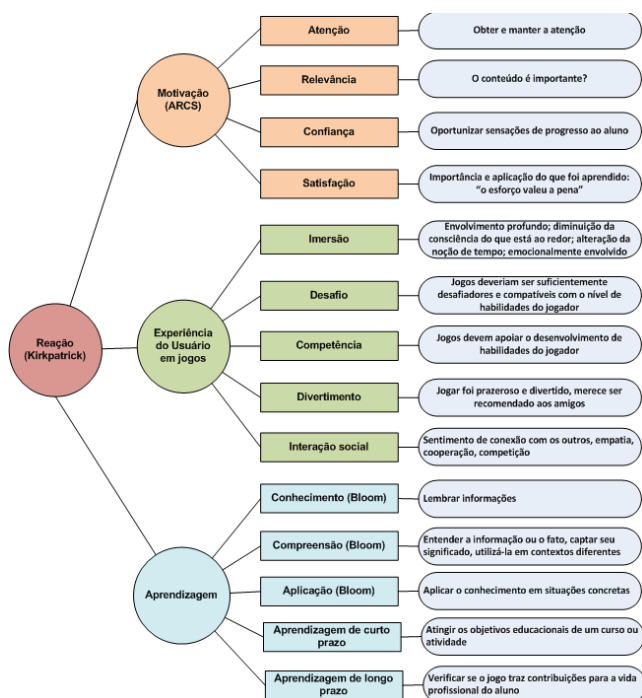 Atenção
Obter e manter a atenção
Relevância
O conteúdo é importante?
Motivação
(ARCS)
Confiança
Oportunizar sensações de progresso ao aluno
Satisfação
Importância e aplicação do que foi aprendido:
“o esforço valeu a pena”
Imersão
Envolvimento profundo; diminuição da
consciência do que está ao redor; alteração da
noção de tempo; emocionalmente envolvido
Desafio
Jogos deveriam ser suficientemente
desafiadores e compatíveis com o nível de
habilidades do jogador
Reação
(Kirkpatrick)
Experiência
do Usuário
em jogos
Competência
Jogos devem apoiar o desenvolvimento de
habilidades do jogador
Divertimento
Jogar foi prazeroso e divertido, merece ser
recomendado aos amigos
Interação social
Sentimento de conexão com os outros, empatia,
cooperação, competição
Conhecimento (Bloom)
Lembrar informações
Compreensão (Bloom)
Entender a informação ou o fato, captar seu
significado, utilizá-la em contextos diferentes
Aprendizagem
Aplicação (Bloom)
Aplicar o conhecimento em situações concretas
Aprendizagem de curto
prazo
Atingir os objetivos educacionais de um curso ou
atividade
Aprendizagem de longo
prazo
Verificar se o jogo traz contribuições para a vida
profissional do aluno